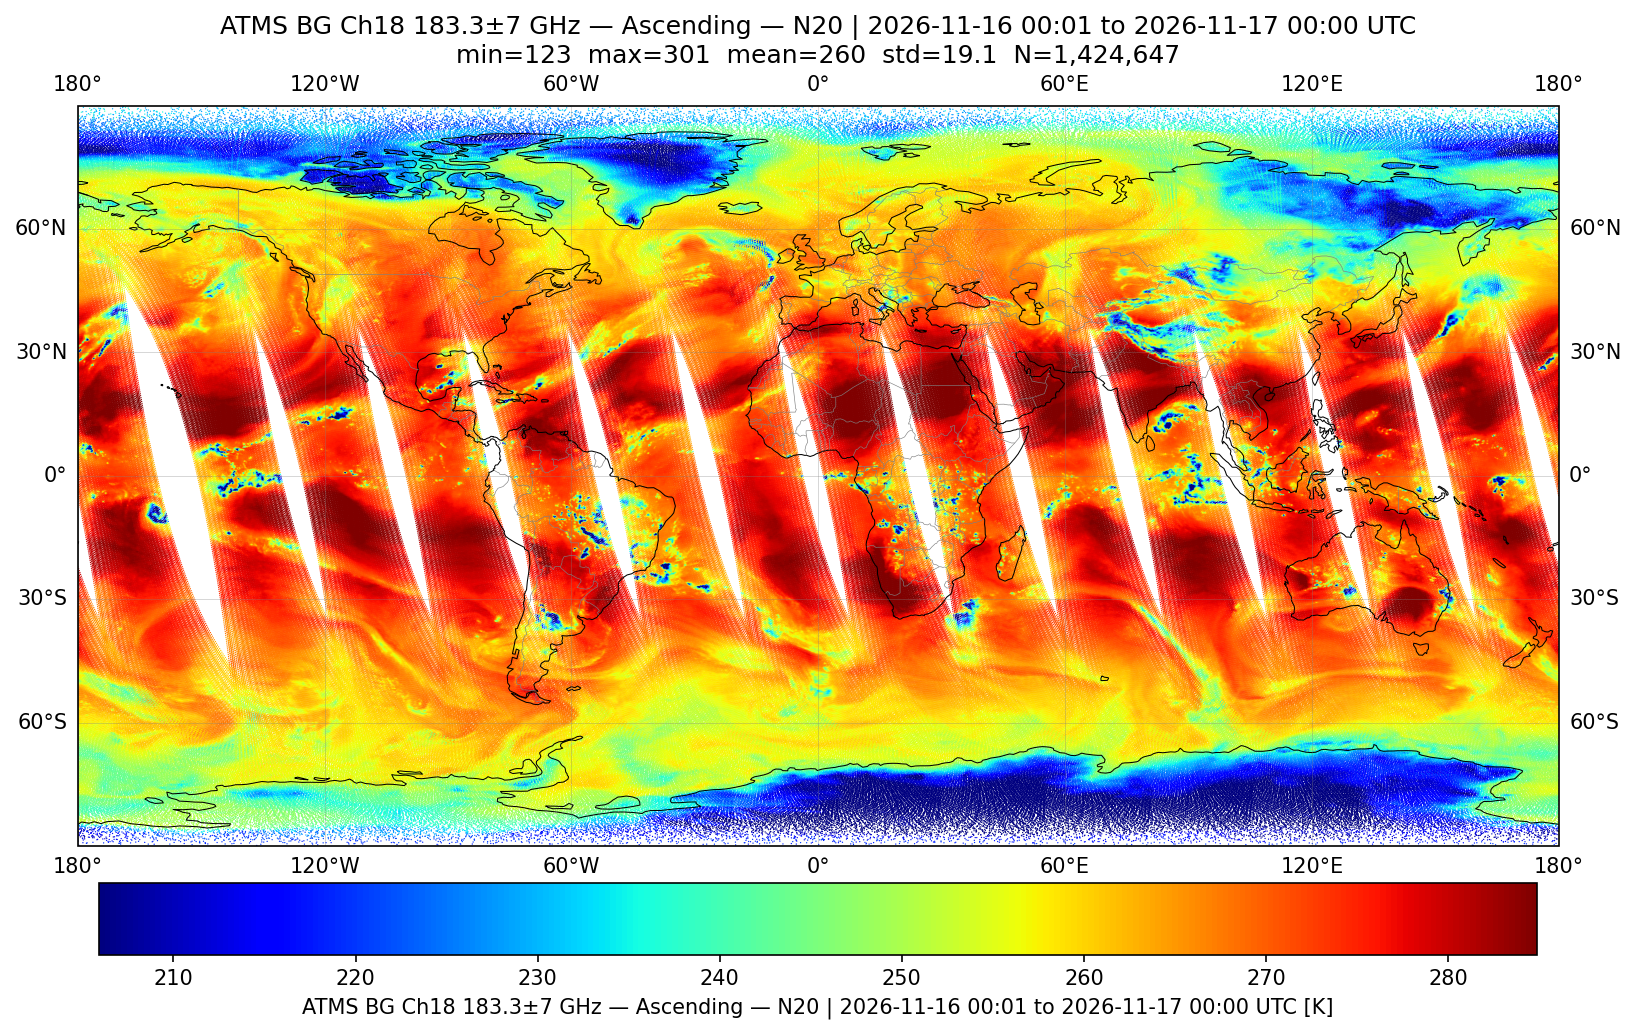 ATMS BG Ch18 183.3±7 GHz — Ascending — N20 | 2026-11-16 00:01 to 2026-11-17 00:00 UTC
min=123  max=301  mean=260  std=19.1  N=1,424,647
180° 120°W 60°W 0° 60°E 120°E 180°
60°N 60°N
30°N 30°N
0° 0°
30°S 30°S
60°S 60°S
180° 120°W 60°W 0° 60°E 120°E 180°
210 220 230 240 250 260 270 280
ATMS BG Ch18 183.3±7 GHz — Ascending — N20 | 2026-11-16 00:01 to 2026-11-17 00:00 UTC [K]